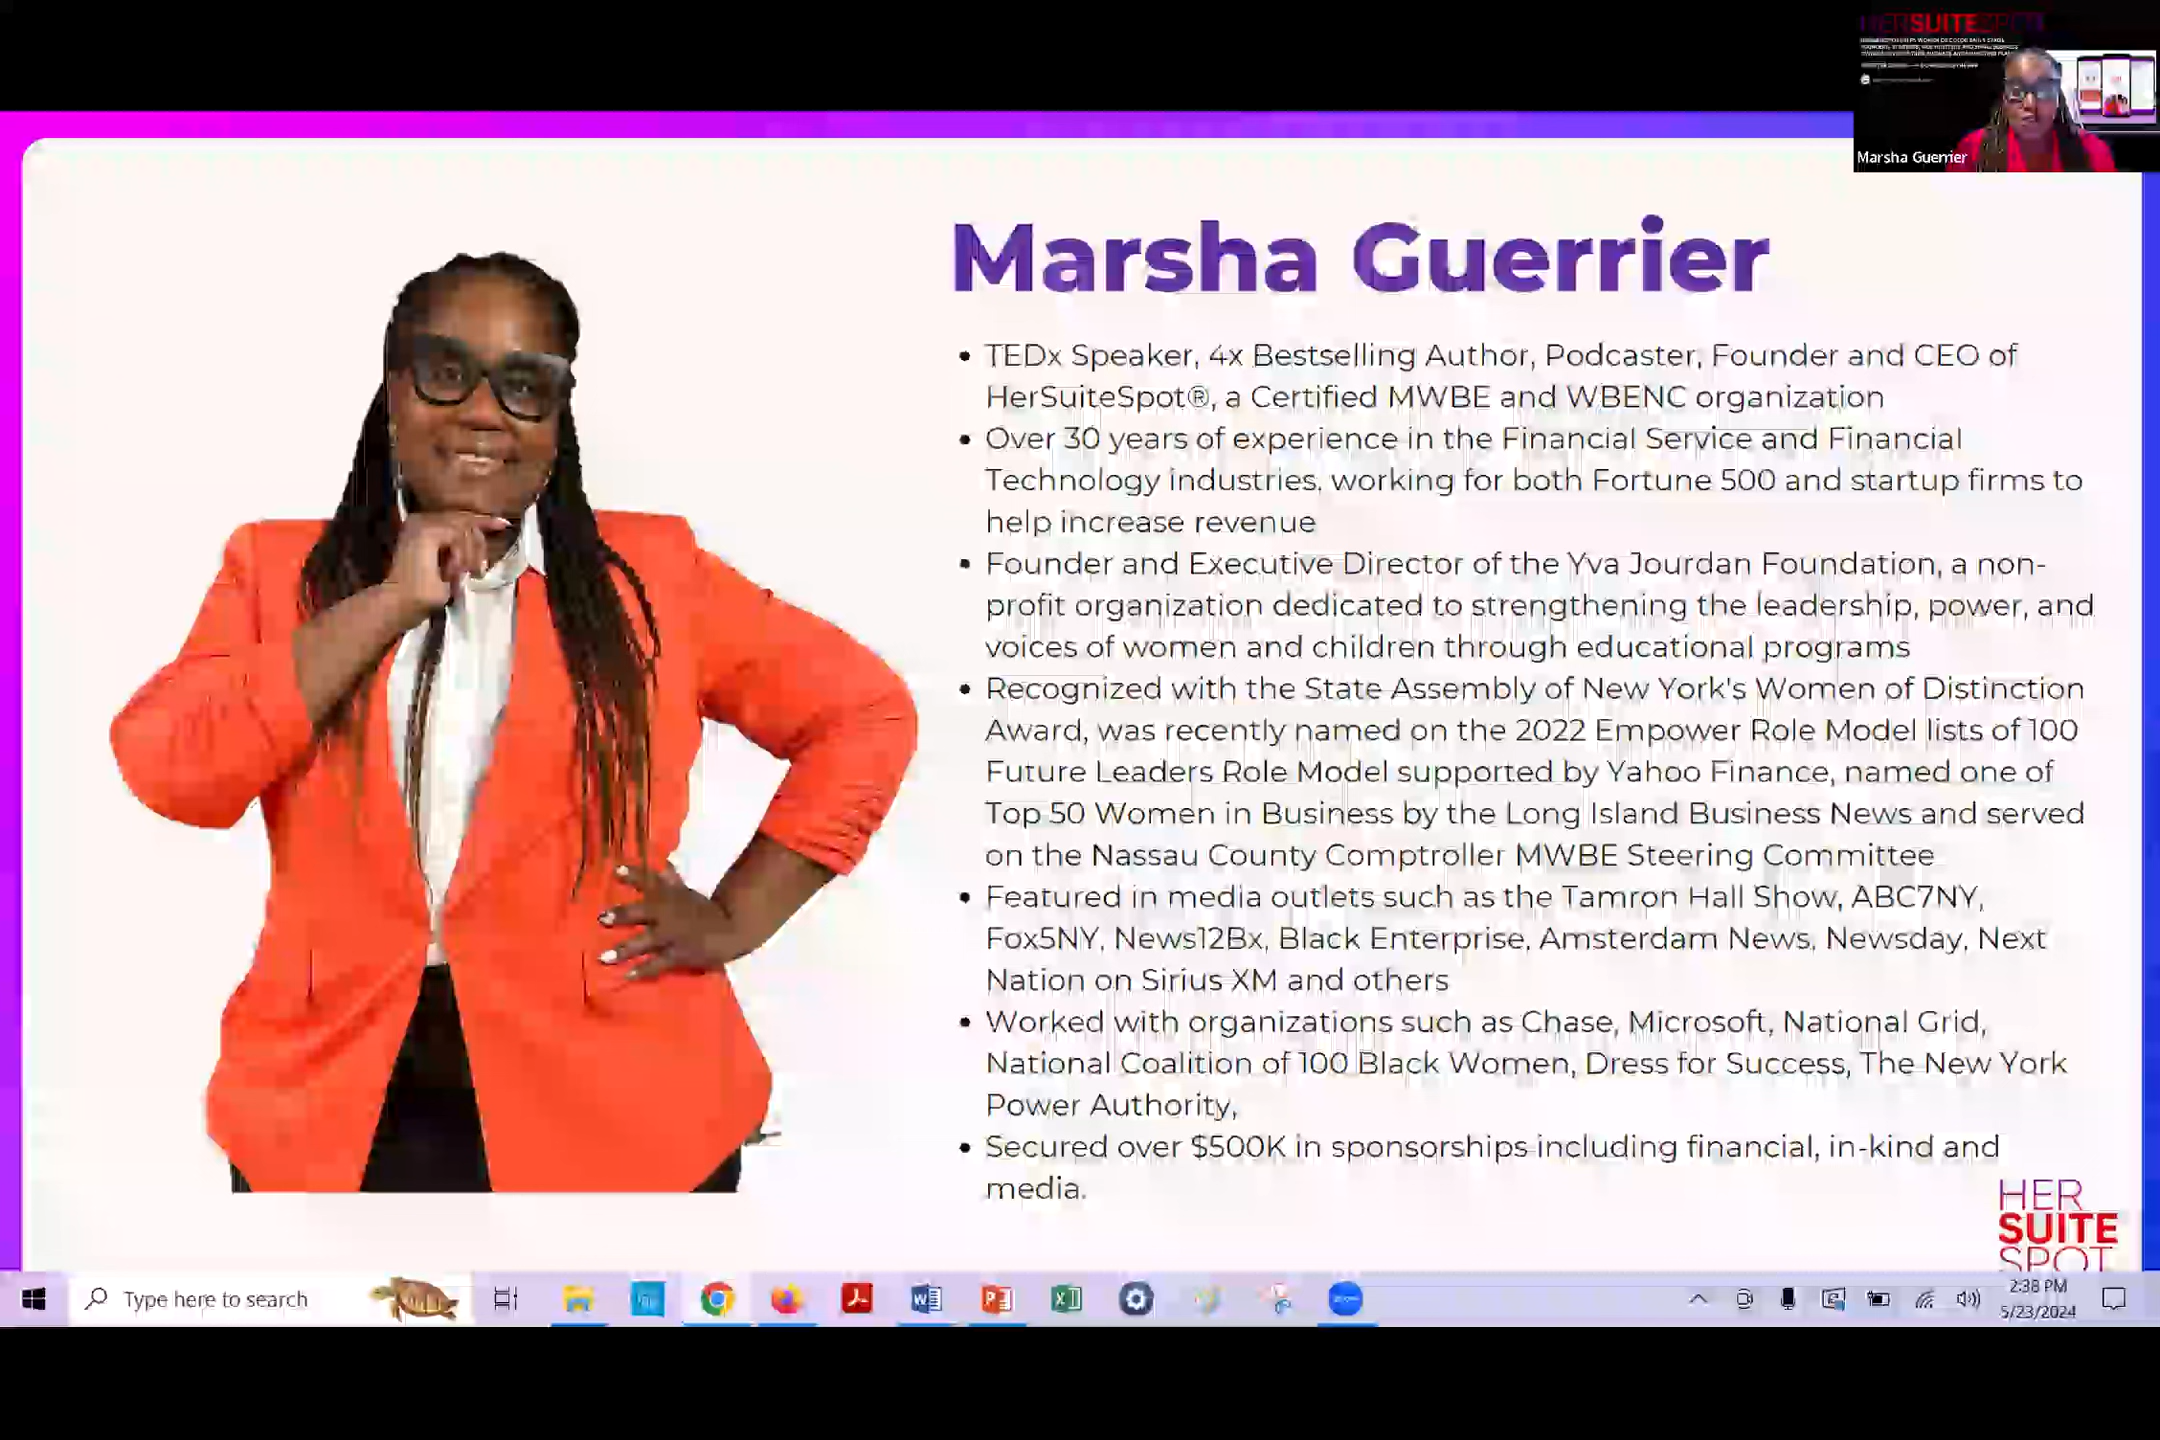 HERSUITESPOT
Marsha Guerrier
Marsha Guerrier
• TEDx Speaker, 4x Bestselling Author, Podcaster, Founder and CEO of
HerSuiteSpot®, a Certified MWBE and WBENC organization
• Over 30 years of experience in the Financial Service and Financial
Technology industries, working for both Fortune 500 and startup firms to
help increase revenue
• Founder and Executive Director of the Yva Jourdan Foundation, a non-
profit organization dedicated to strengthening the leadership, power, and
voices of women and children through educational programs
• Recognized with the State Assembly of New York's Women of Distinction
Award, was recently named on the 2022 Empower Role Model lists of 100
Future Leaders Role Model supported by Yahoo Finance, named one of
Top 50 Women in Business by the Long Island Business News and served
on the Nassau County Comptroller MWBE Steering Committee
• Featured in media outlets such as the Tamron Hall Show, ABC7NY,
Fox5NY, News12Bx, Black Enterprise, Amsterdam News, Newsday, Next
Nation on Sirius XM and others
• Worked with organizations such as Chase, Microsoft, National Grid,
National Coalition of 100 Black Women, Dress for Success, The New York
Power Authority,
• Secured over $500K in sponsorships including financial, in-kind and
media.
HER
SUITE
SPOT
Type here to search
2:38 PM
5/23/2024